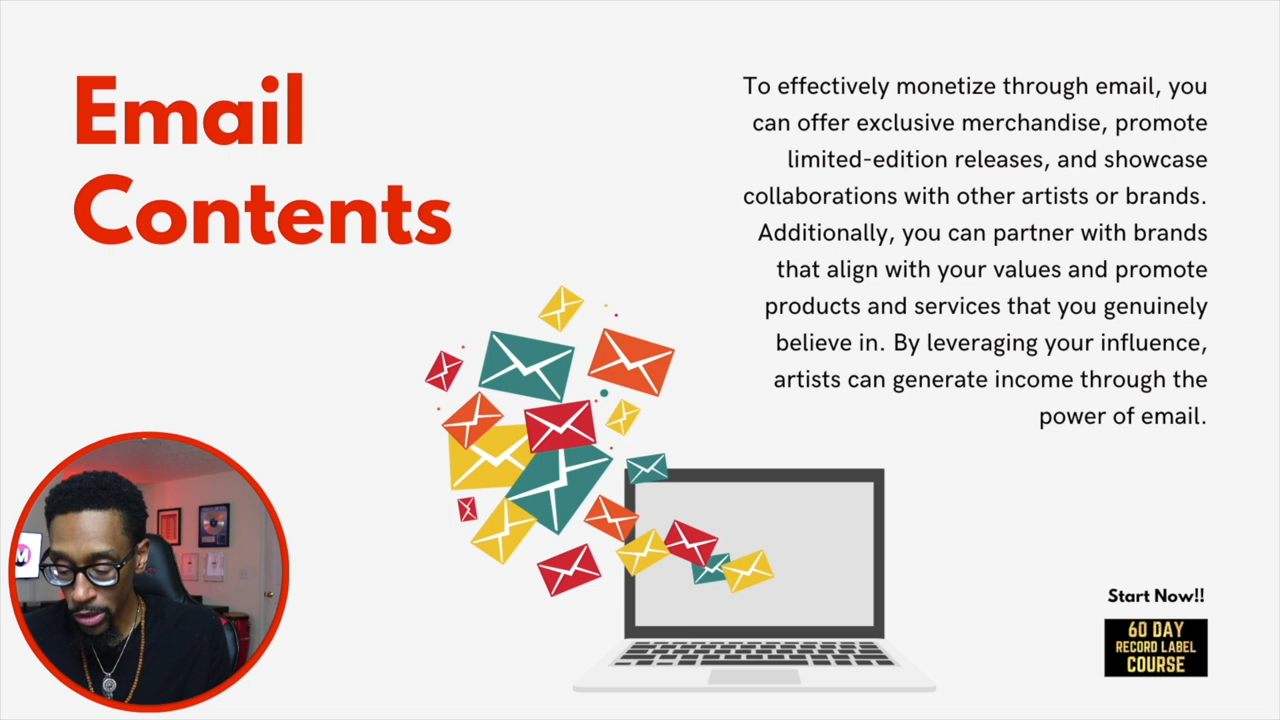 Email
Contents
To effectively monetize through email, you
can offer exclusive merchandise, promote
limited-edition releases, and showcase
collaborations with other artists or brands.
Additionally, you can partner with brands
that align with your values and promote
products and services that you genuinely
believe in. By leveraging your influence,
artists can generate income through the
power of email.
M
Start Now!!
60 DAY
RECORD LABEL
COURSE